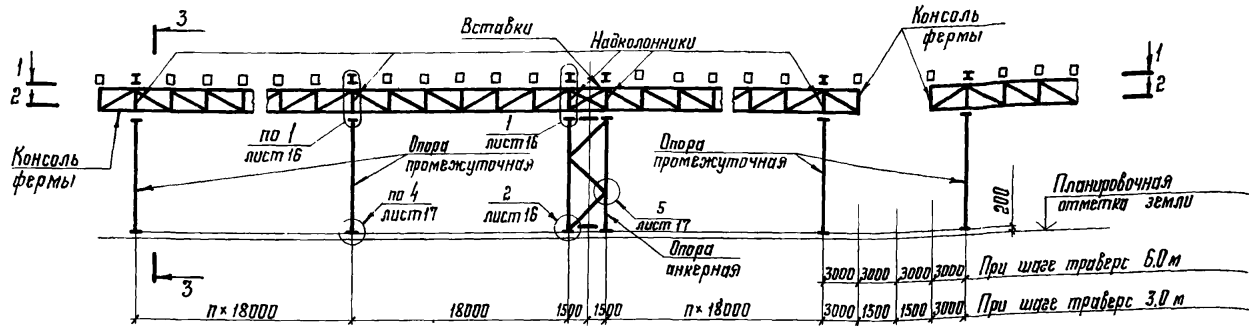 3
Вставки
Надколонники
Консоль
фермы
1
2
1
2
по 1
лист 16
1
лист 16
Консоль
фермы
Опора
промежуточная
Опора
промежуточная
по 4
лист 17
2
лист 16
5
лист 17
Опора
анкерная
200
Планировочная
отметка земли
3
3000 3000 3000 3000 При шаге траверс 6.0 м
n × 18000 18000 1500 1500 n × 18000 3000 1500 1500 3000 При шаге траверс 3.0 м